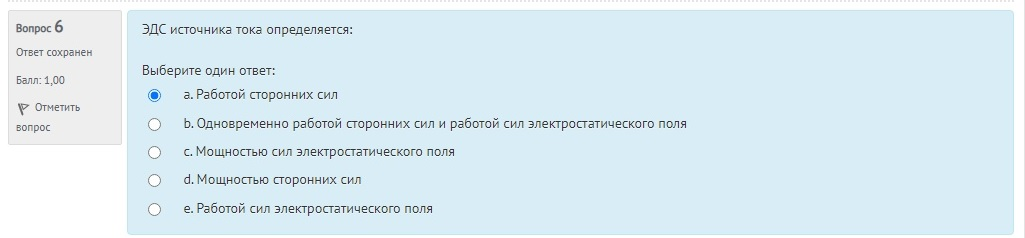 Вопрос 6
Ответ сохранен
Балл: 1,00
Отметить
вопрос
ЭДС источника тока определяется:
Выберите один ответ:
a. Работой сторонних сил
b. Одновременно работой сторонних сил и работой сил электростатического поля
c. Мощностью сил электростатического поля
d. Мощностью сторонних сил
e. Работой сил электростатического поля